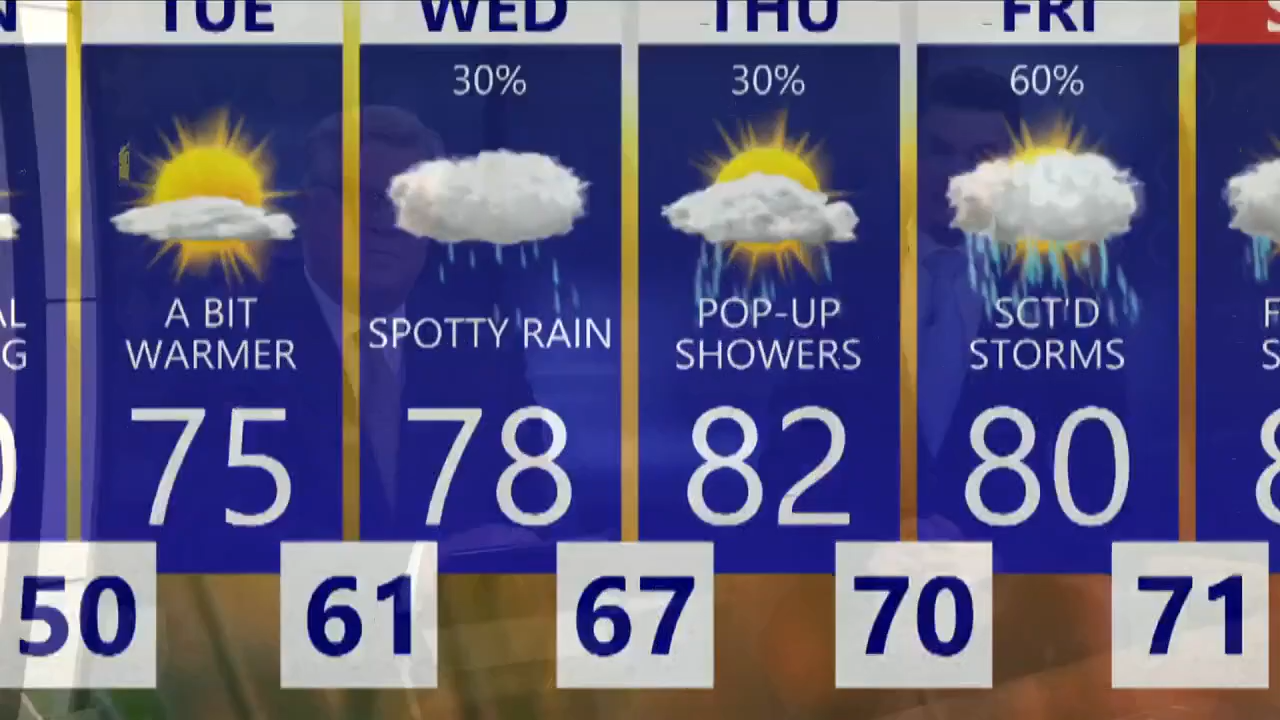 TUE
WED
THU
FRI
30%
30%
60%
A BIT
WARMER
SPOTTY RAIN
POP-UP
SHOWERS
SCT'D
STORMS
75
78
82
80
50
61
67
70
71